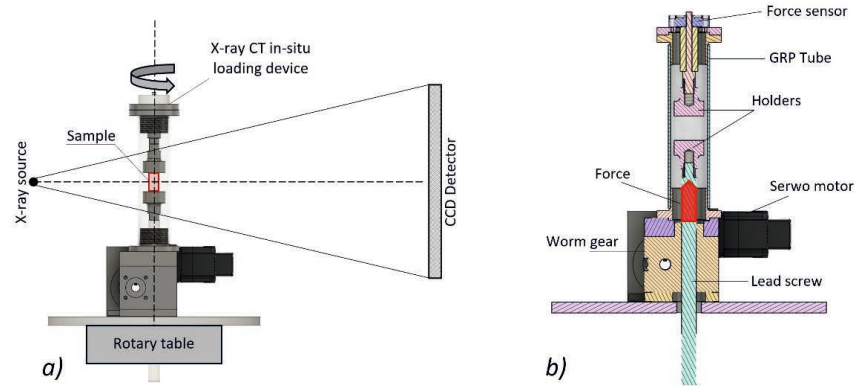 X-ray CT in-situ
loading device
Sample
X-ray source
CCD Detector
Rotary table
a)
Force sensor
GRP Tube
Holders
Force
Serwo motor
Worm gear
Lead screw
b)